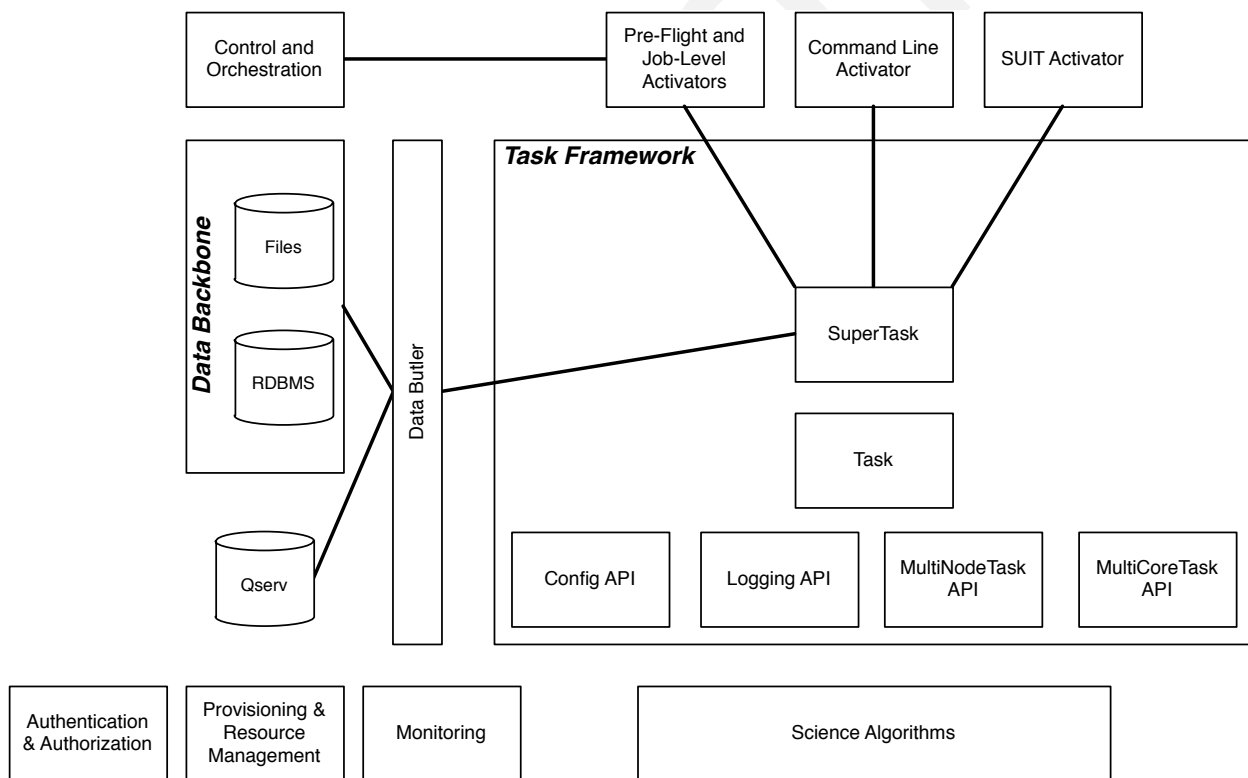 Control and
Orchestration
Pre-Flight and
Job-Level
Activators
Command Line
Activator
SUIT Activator
Data Backbone
Files
RDBMS
Qserv
Data Butler
Task Framework
SuperTask
Task
Config API
Logging API
MultiNodeTask
API
MultiCoreTask
API
Authentication
& Authorization
Provisioning &
Resource
Management
Monitoring
Science Algorithms